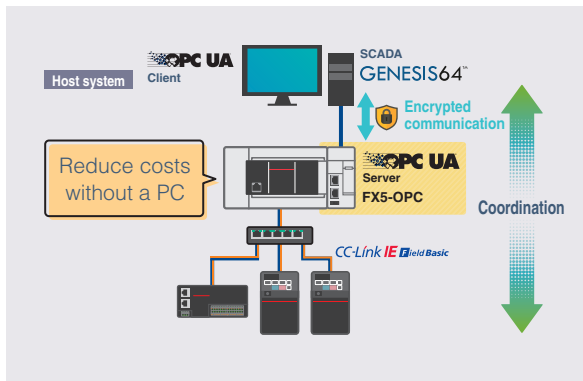 Host system
OPC UA
Client
SCADA
GENESIS64™
Encrypted
communication
Reduce costs
without a PC
OPC UA
Server
FX5-OPC
Coordination
CC-Link IE Field Basic